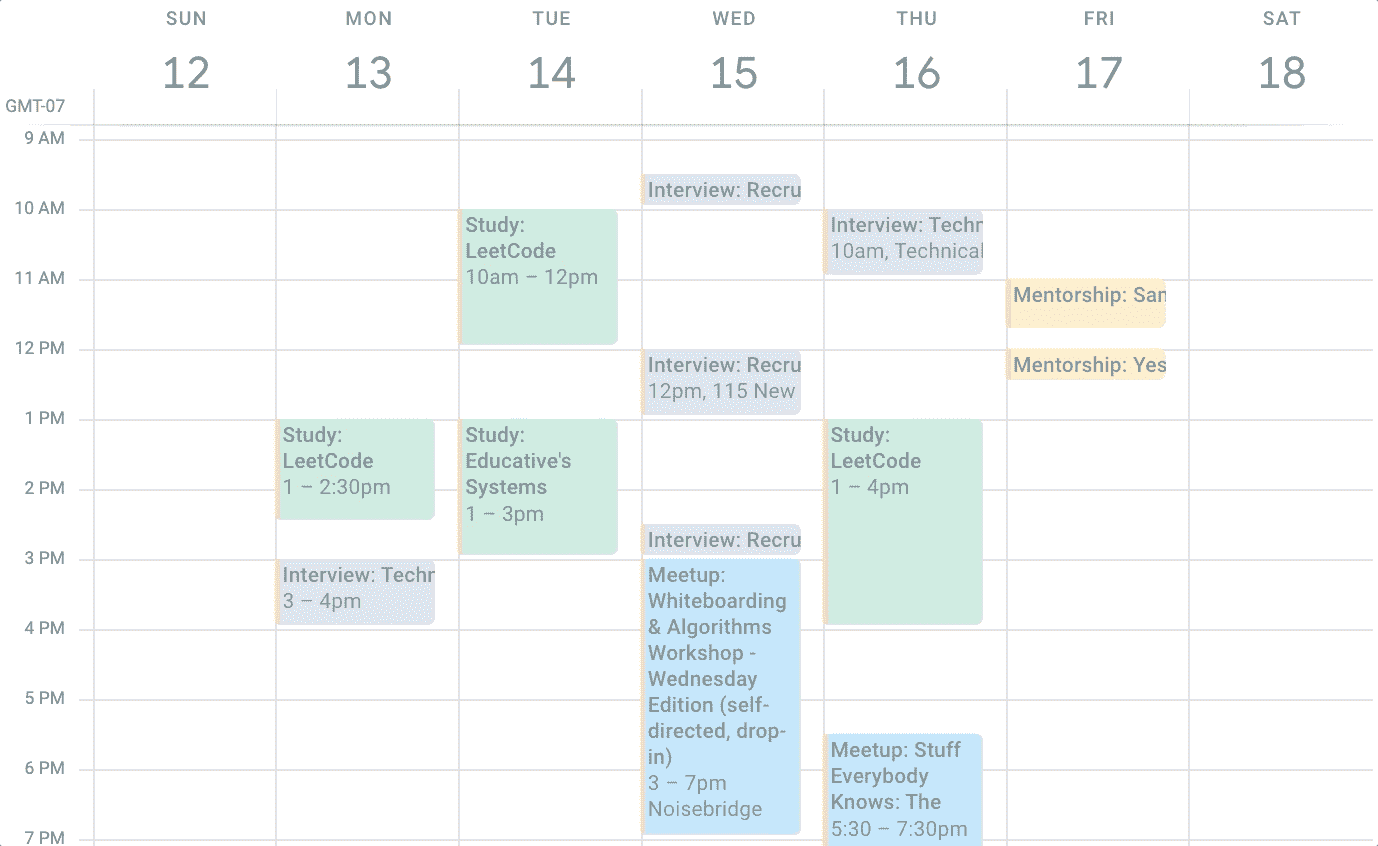 SUN
MON
TUE
WED
THU
FRI
SAT
12
13
14
15
16
17
18
GMT-07
9 AM
10 AM
11 AM
12 PM
1 PM
2 PM
3 PM
4 PM
5 PM
6 PM
7 PM
Study:
LeetCode
1 – 2:30pm
Interview: Techr
3 – 4pm
Study:
LeetCode
10am – 12pm
Study:
Educative's
Systems
1 – 3pm
Interview: Recru
Interview: Recru
12pm, 115 New
Interview: Recru
Meetup:
Whiteboarding
& Algorithms
Workshop -
Wednesday
Edition (self-
directed, drop-
in)
3 – 7pm
Noisebridge
Interview: Techr
10am, Technical
Study:
LeetCode
1 – 4pm
Meetup: Stuff
Everybody
Knows: The
5:30 – 7:30pm
Mentorship: San
Mentorship: Yes